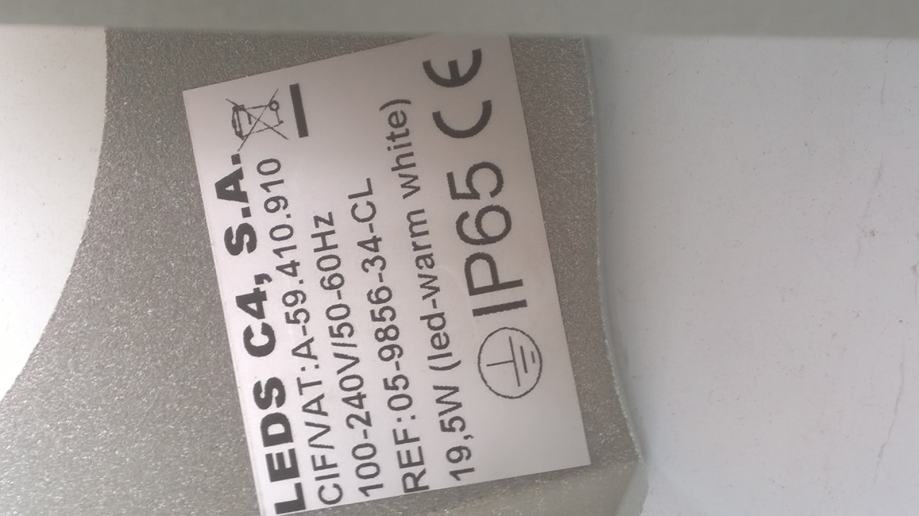 LEDS C4, S.A.
CIF/VAT:A-59.410.910
100-240V/50-60Hz
REF:05-9856-34-CL
19,5W (led-warm white)
IP65 CE